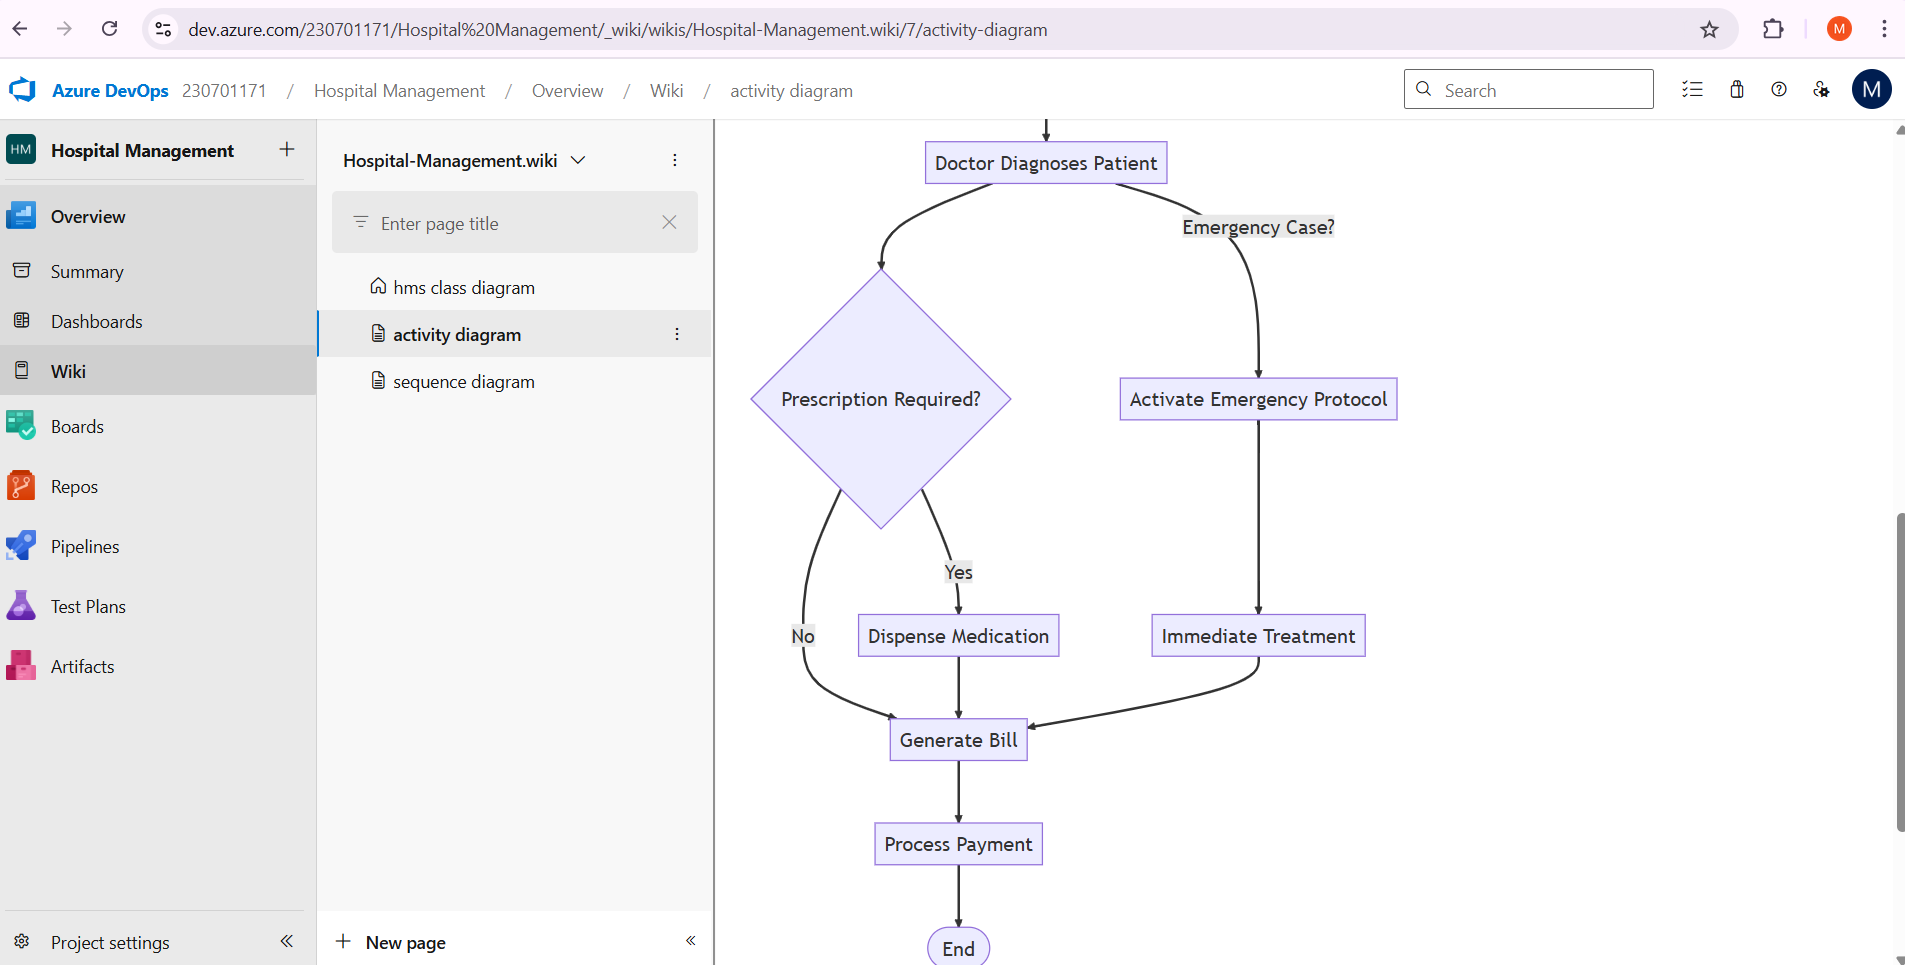 dev.azure.com/230701171/Hospital%20Management/_wiki/wikis/Hospital-Management.wiki/7/activity-diagram
M
Azure DevOps 230701171 / Hospital Management / Overview / Wiki / activity diagram
Search
M
HM Hospital Management
Overview
Summary
Dashboards
Wiki
Boards
Repos
Pipelines
Test Plans
Artifacts
Project settings
Hospital-Management.wiki
Enter page title
hms class diagram
activity diagram
sequence diagram
New page
Doctor Diagnoses Patient
Emergency Case?
Prescription Required?
Activate Emergency Protocol
Yes
No
Dispense Medication
Immediate Treatment
Generate Bill
Process Payment
End